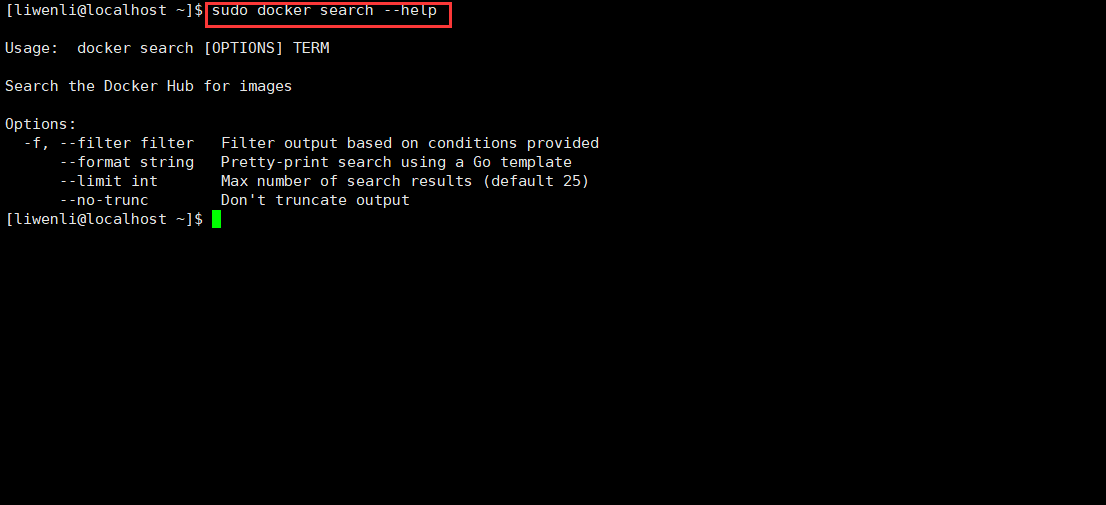 [liwenli@localhost ~]$ sudo docker search --help
Usage:  docker search [OPTIONS] TERM
Search the Docker Hub for images
Options:
  -f, --filter filter   Filter output based on conditions provided
      --format string   Pretty-print search using a Go template
      --limit int       Max number of search results (default 25)
      --no-trunc        Don't truncate output
[liwenli@localhost ~]$